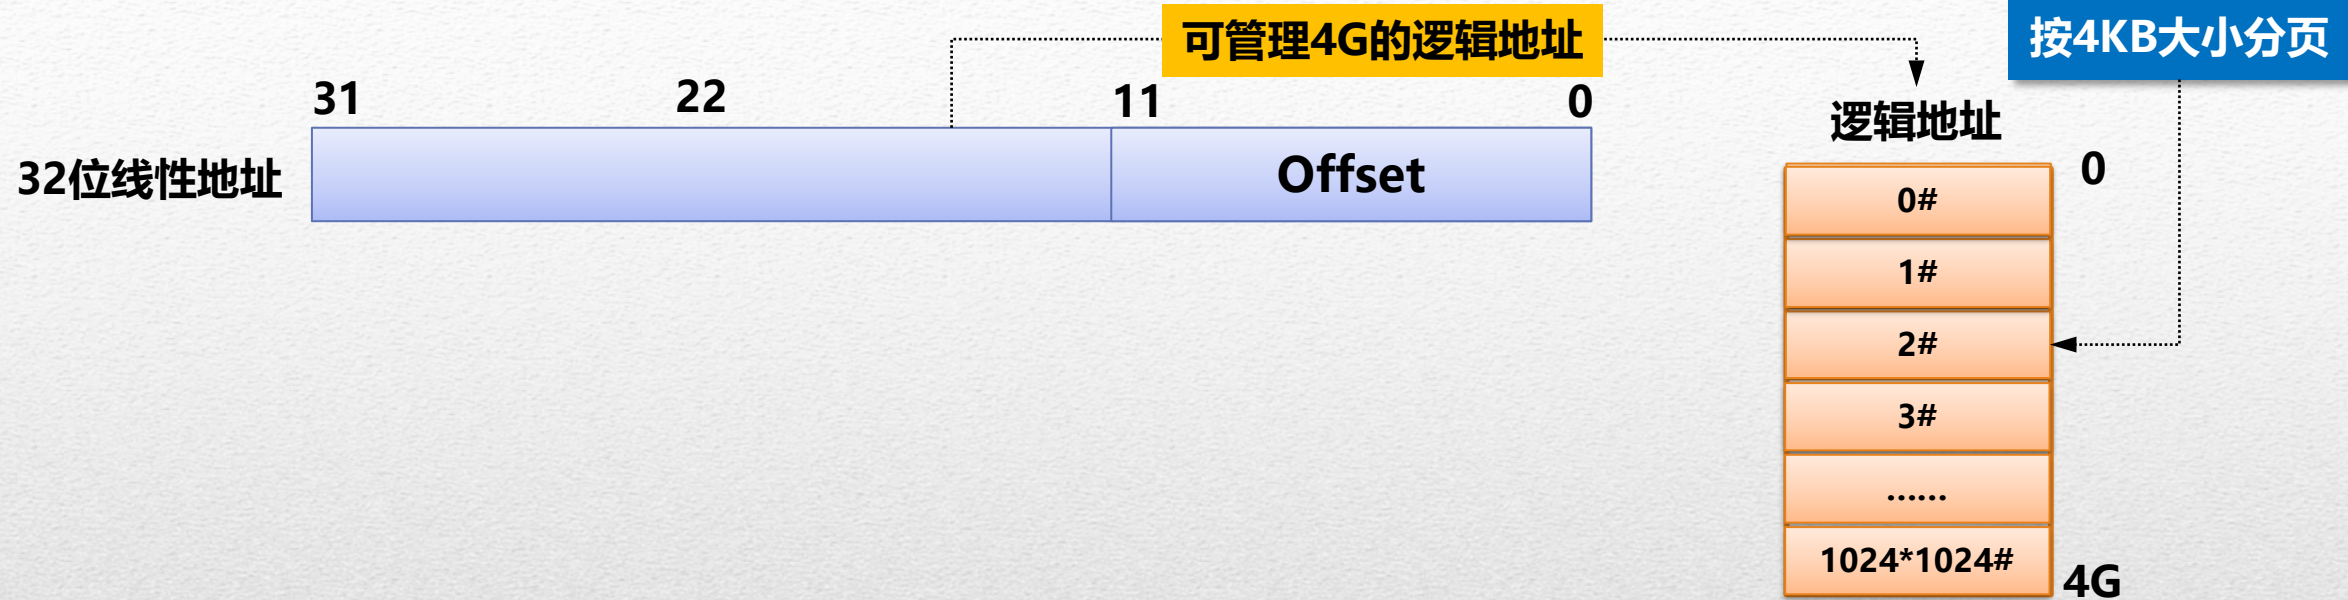 可管理4G的逻辑地址
按4KB大小分页
31 22 11 0
逻辑地址
32位线性地址
Offset
0
0#
1#
2#
3#
......
1024*1024#
4G